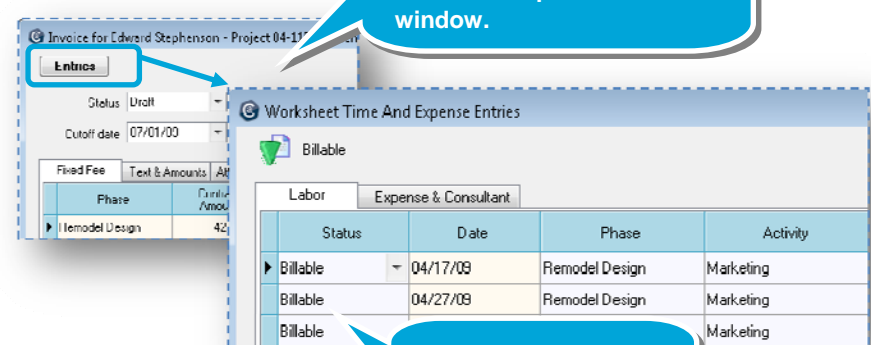 window.
Invoice for Edward Stephenson - Project 04-11
Entries
Status Draft
Cutoff date 07/01/09
Fixed Fee Text & Amounts
Phase
Remodel Design 42
Worksheet Time And Expense Entries
Billable
Labor Expense & Consultant
Status Date Phase Activity
Billable 04/17/09 Remodel Design Marketing
Billable 04/27/09 Remodel Design Marketing
Billable Marketing